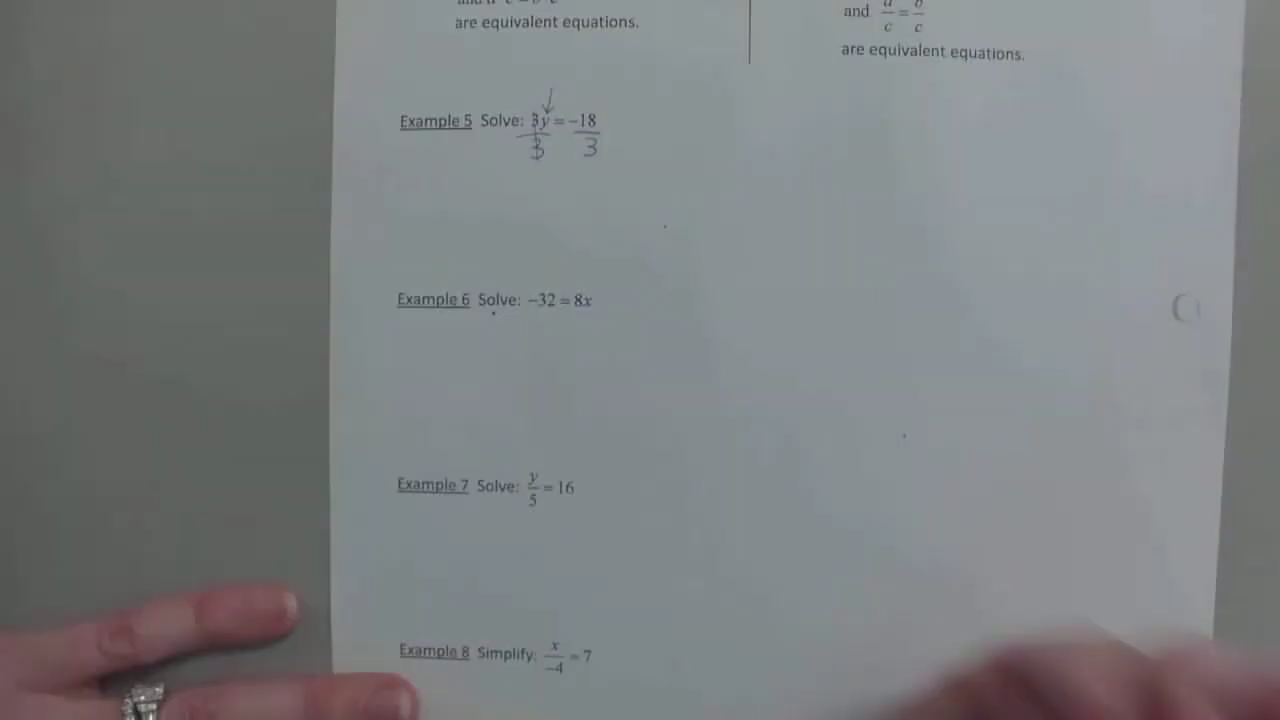 are equivalent equations.
and a/c = b/c
are equivalent equations.
Example 5 Solve: 3y = −18
3 3
Example 6 Solve: −32 = 8x
Example 7 Solve: y/5 = 16
Example 8 Simplify: x/−4 = 7